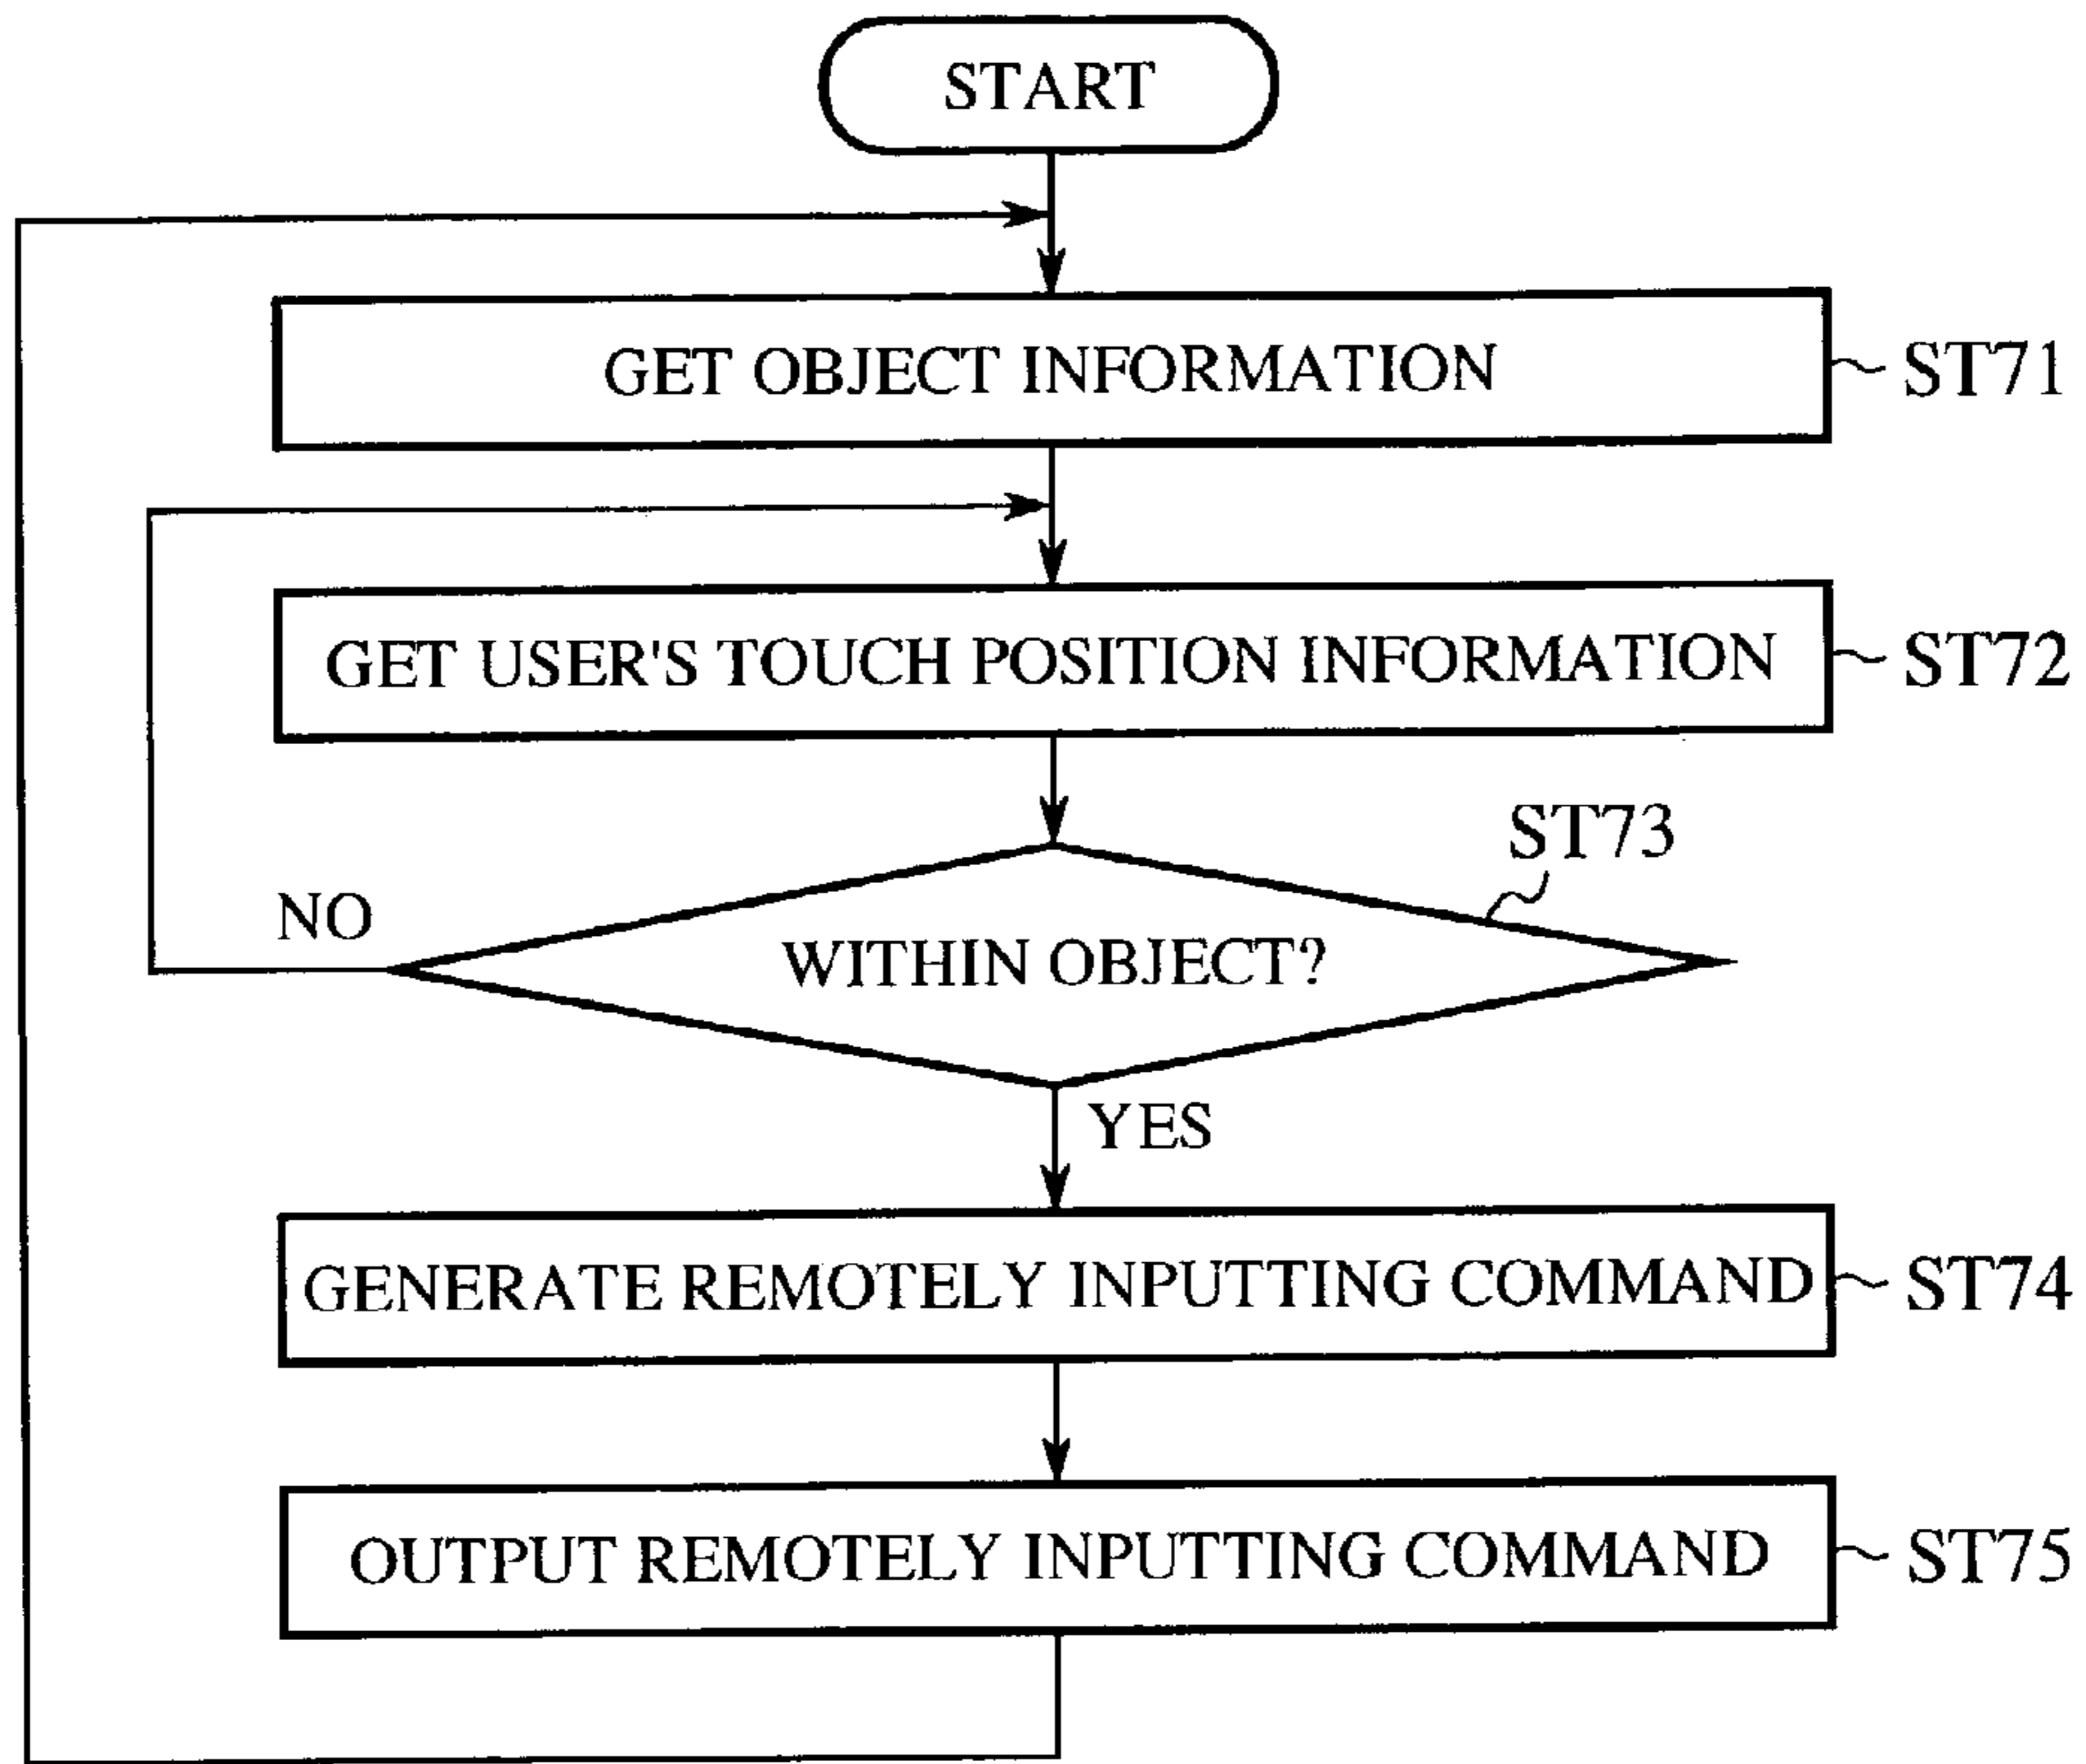 START
GET OBJECT INFORMATION
ST71
GET USER'S TOUCH POSITION INFORMATION
ST72
ST73
NO
WITHIN OBJECT?
YES
GENERATE REMOTELY INPUTTING COMMAND
ST74
OUTPUT REMOTELY INPUTTING COMMAND
ST75